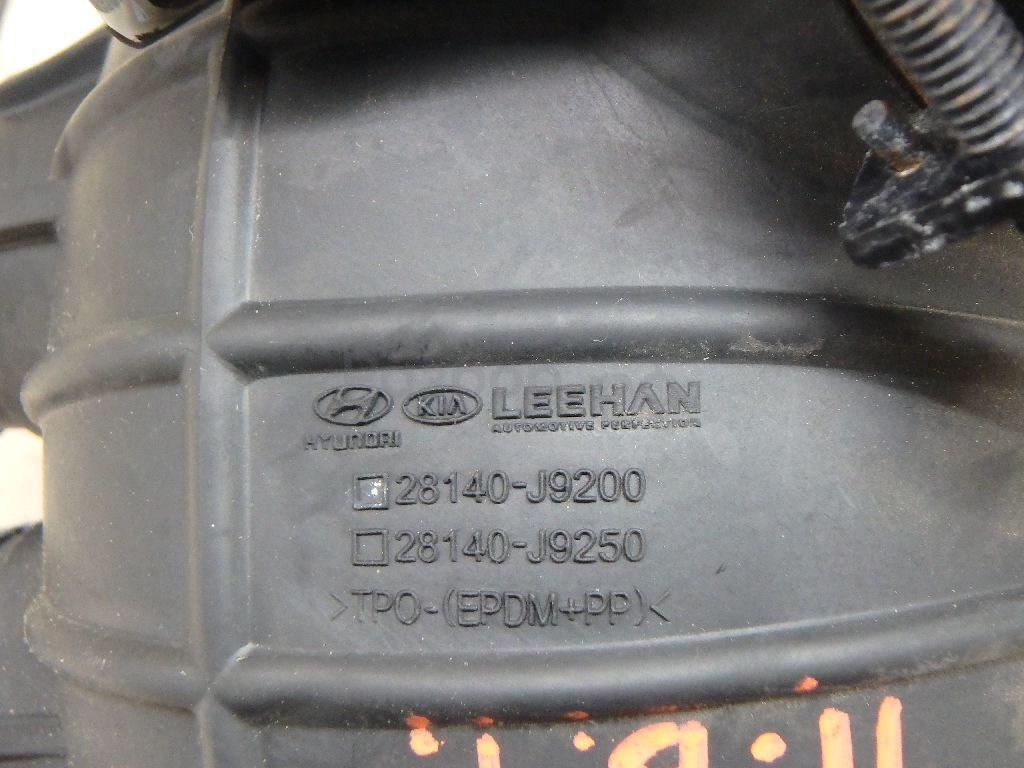 HYUNDAI KIA LEEHAN
AUTOMOTIVE PERFECTION
28140-J9200
28140-J9250
>TPO-(EPDM+PP)<